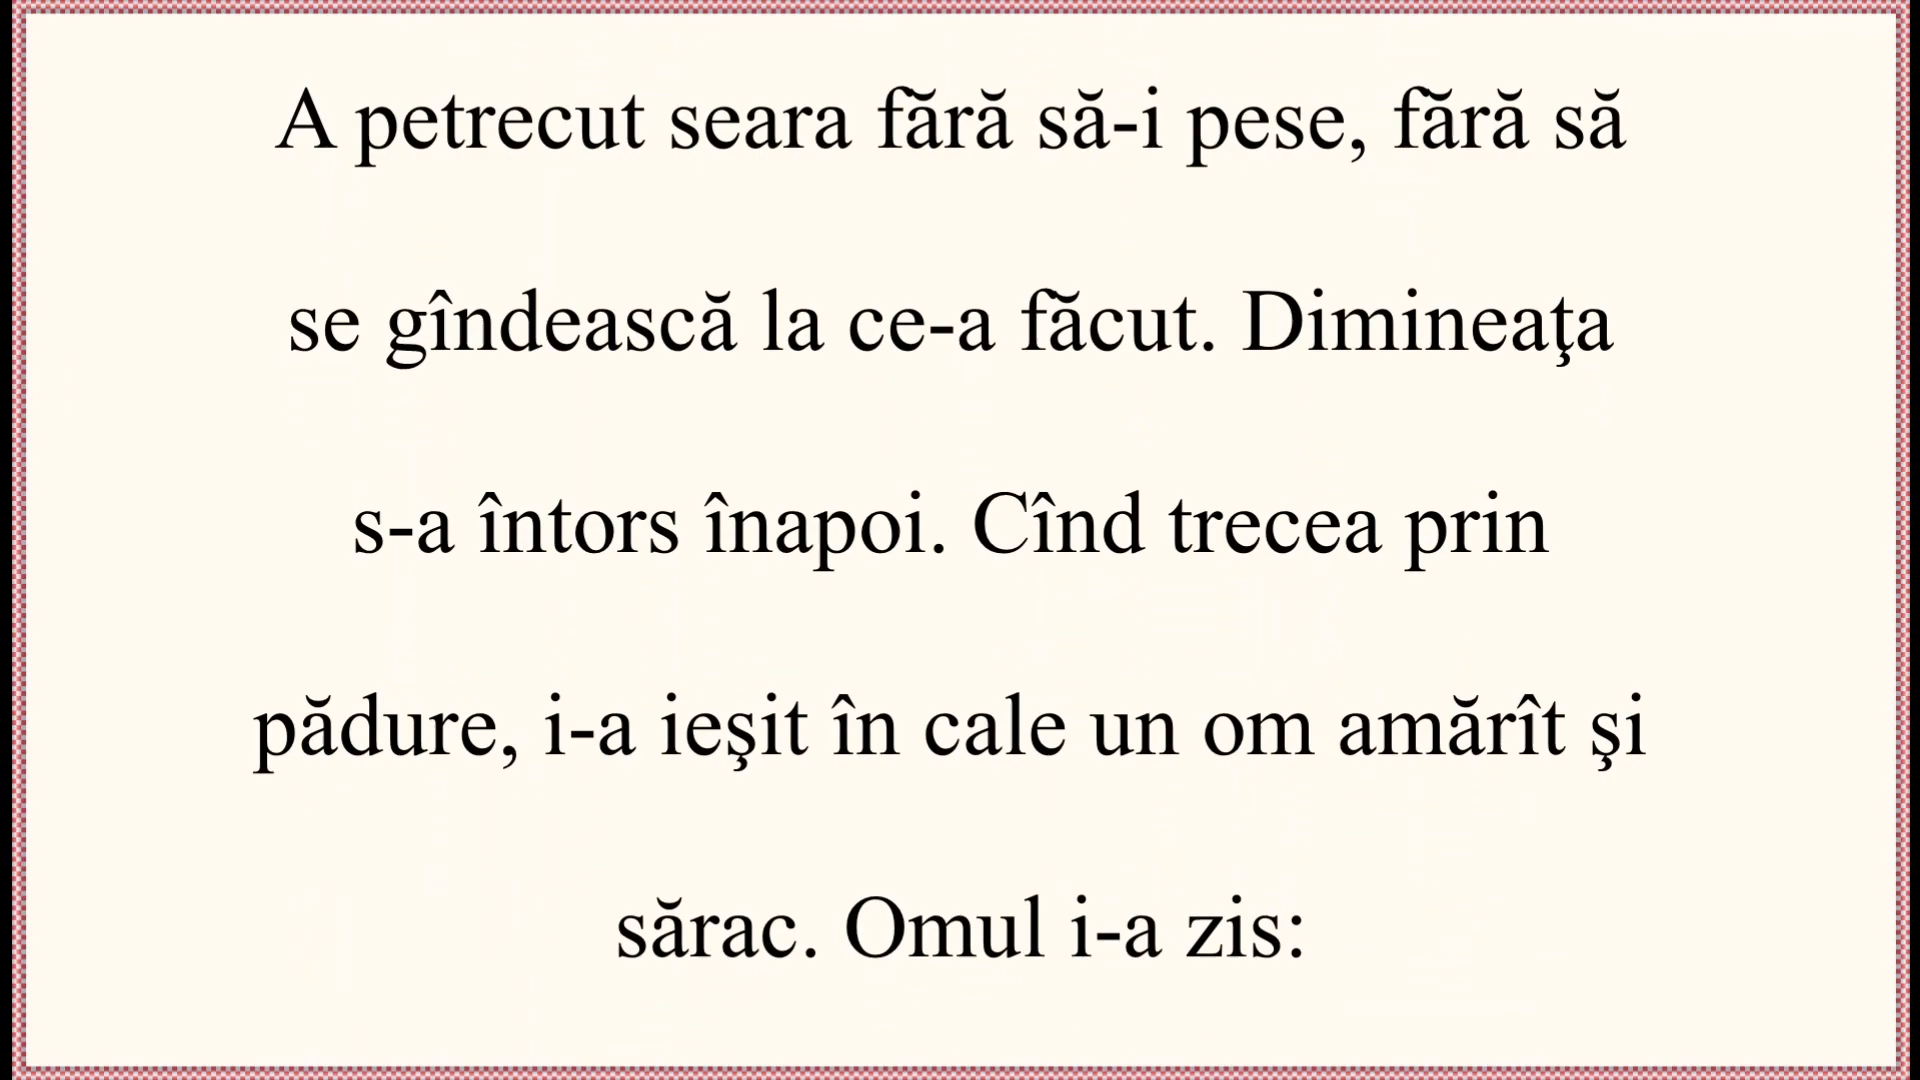 A petrecut seara fără să-i pese, fără să
se gîndească la ce-a făcut. Dimineaţa
s-a întors înapoi. Cînd trecea prin
pădure, i-a ieşit în cale un om amărît şi
sărac. Omul i-a zis: